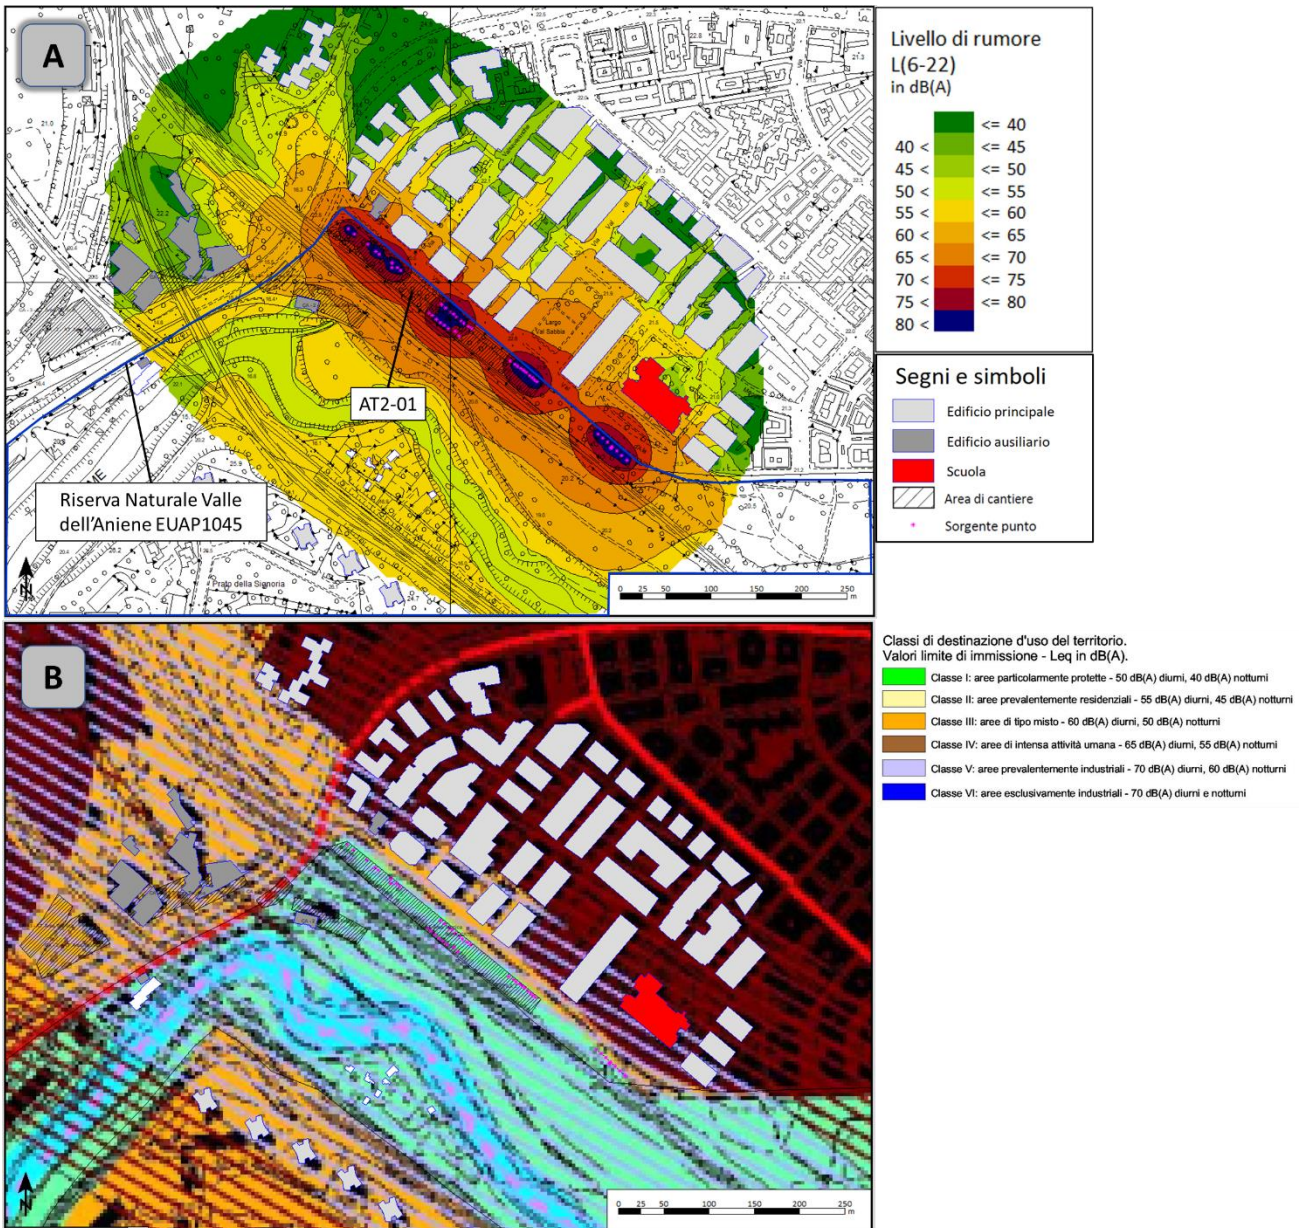 A
AT2-01
Riserva Naturale Valle
dell'Aniene EUAP1045
Largo
Val Sabbia
Prato della Signoria
N
0 25 50 100 150 200 250
m
Livello di rumore
L(6-22)
in dB(A)
<= 40
40 < <= 45
45 < <= 50
50 < <= 55
55 < <= 60
60 < <= 65
65 < <= 70
70 < <= 75
75 < <= 80
80 <
Segni e simboli
Edificio principale
Edificio ausiliario
Scuola
Area di cantiere
Sorgente punto
B
N
0 25 50 100 150 200 250
m
Classi di destinazione d'uso del territorio.
Valori limite di immissione - Leq in dB(A).
Classe I: aree particolarmente protette - 50 dB(A) diurni, 40 dB(A) notturni
Classe II: aree prevalentemente residenziali - 55 dB(A) diurni, 45 dB(A) notturni
Classe III: aree di tipo misto - 60 dB(A) diurni, 50 dB(A) notturni
Classe IV: aree di intensa attività umana - 65 dB(A) diurni, 55 dB(A) notturni
Classe V: aree prevalentemente industriali - 70 dB(A) diurni, 60 dB(A) notturni
Classe VI: aree esclusivamente industriali - 70 dB(A) diurni e notturni